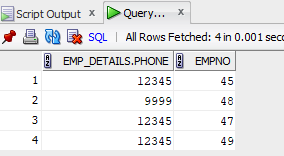 Script Output x Query... x
SQL | All Rows Fetched: 4 in 0.001 seco
EMP_DETAILS.PHONE EMPNO
1 12345 45
2 9999 48
3 12345 47
4 12345 49